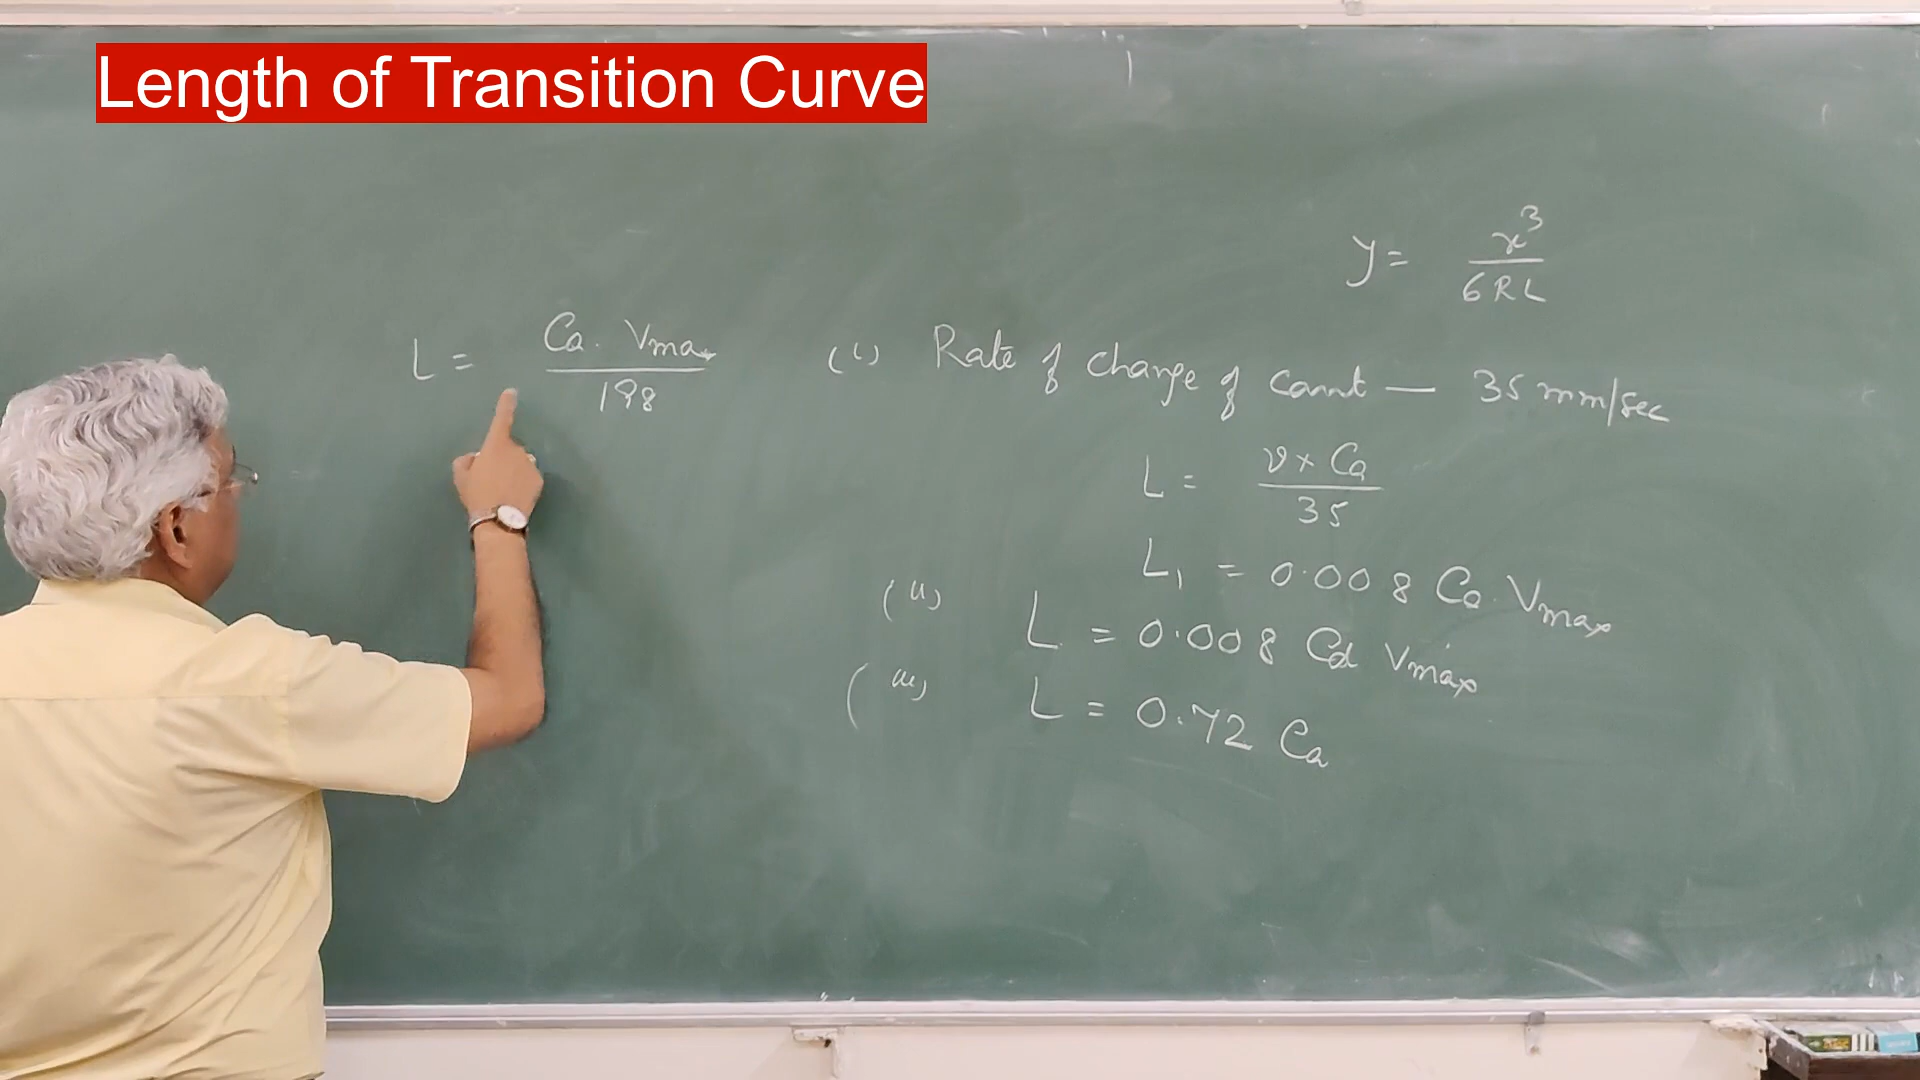 Length of Transition Curve
y = x³ / 6RL
L = Ca. Vmax / 198
(i) Rate of change of cant — 35 mm/sec
L = v × Ca / 35
L₁ = 0.008 Ca. Vmax
(ii) L = 0.008 Cd Vmax
(iii) L = 0.72 Ca